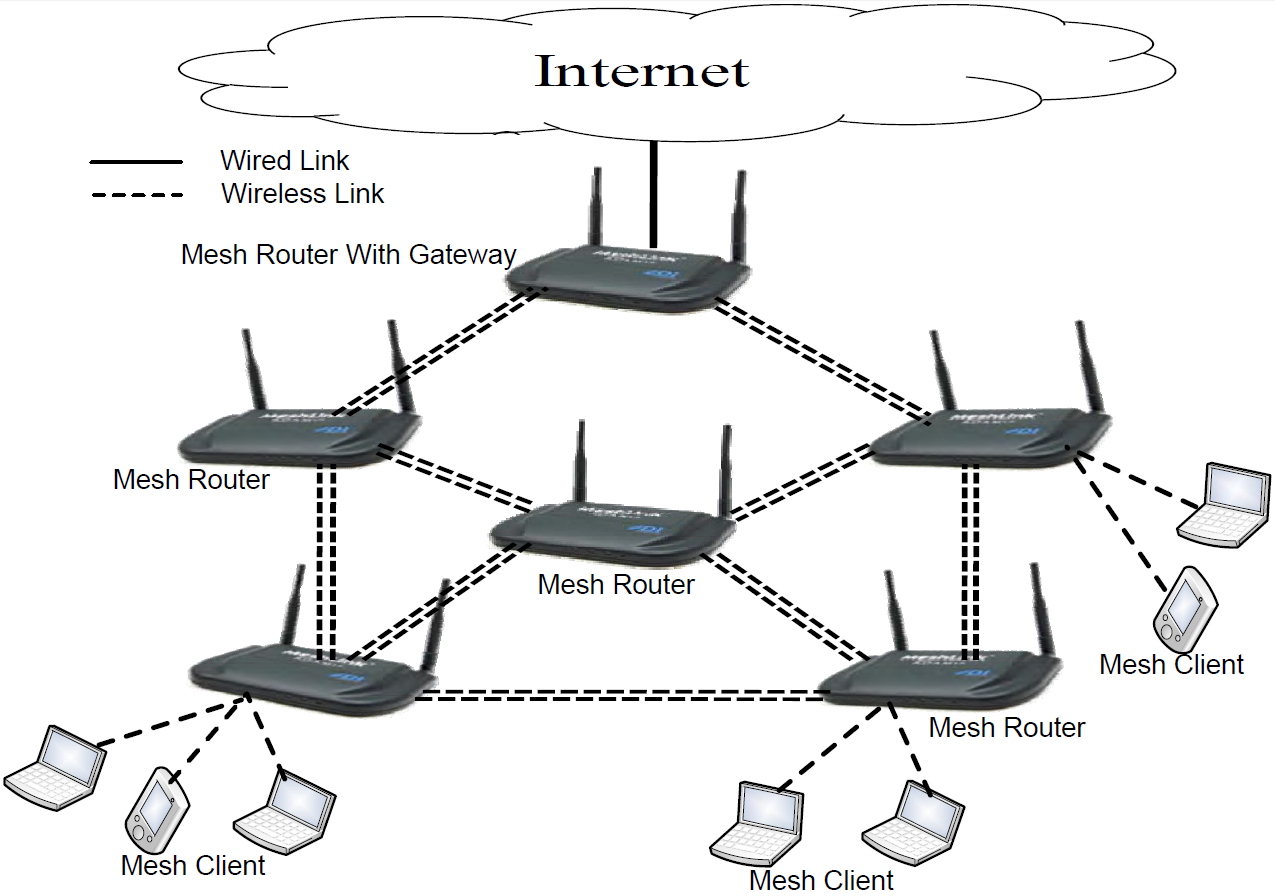 Internet
Wired Link
Wireless Link
Mesh Router With Gateway
MeshLink
Mesh Router
Mesh Router
Mesh Client
Mesh Router
Mesh Client
Mesh Client